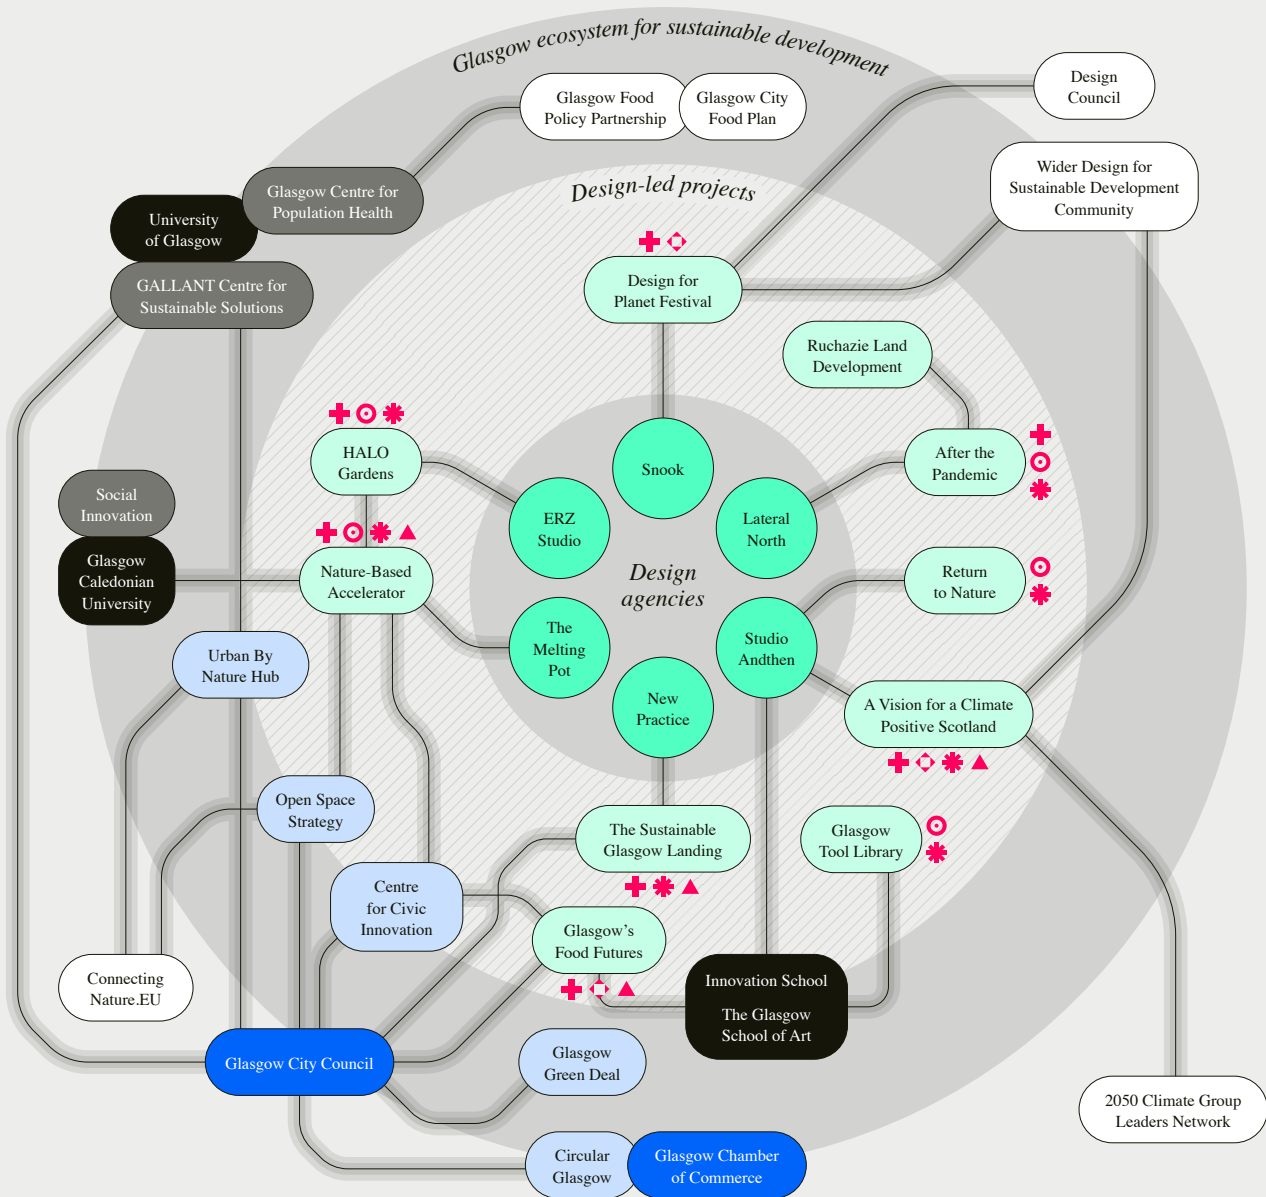 Glasgow ecosystem for sustainable development
Design
Council
Glasgow Food
Policy Partnership
Glasgow City
Food Plan
Wider Design for
Sustainable Development
Community
Glasgow Centre for
Population Health
Design-led projects
University
of Glasgow
GALLANT Centre for
Sustainable Solutions
Design for
Planet Festival
Ruchazie Land
Development
HALO
Gardens
Snook
After the
Pandemic
Social
Innovation
ERZ
Studio
Lateral
North
Glasgow
Caledonian
University
Nature-Based
Accelerator
Design
agencies
Return
to Nature
Urban By
Nature Hub
The
Melting
Pot
Studio
Andthen
New
Practice
A Vision for a Climate
Positive Scotland
Open Space
Strategy
The Sustainable
Glasgow Landing
Glasgow
Tool Library
Centre
for Civic
Innovation
Glasgow’s
Food Futures
Connecting
Nature.EU
Innovation School
The Glasgow
School of Art
Glasgow City Council
Glasgow
Green Deal
2050 Climate Group
Leaders Network
Circular
Glasgow
Glasgow Chamber
of Commerce